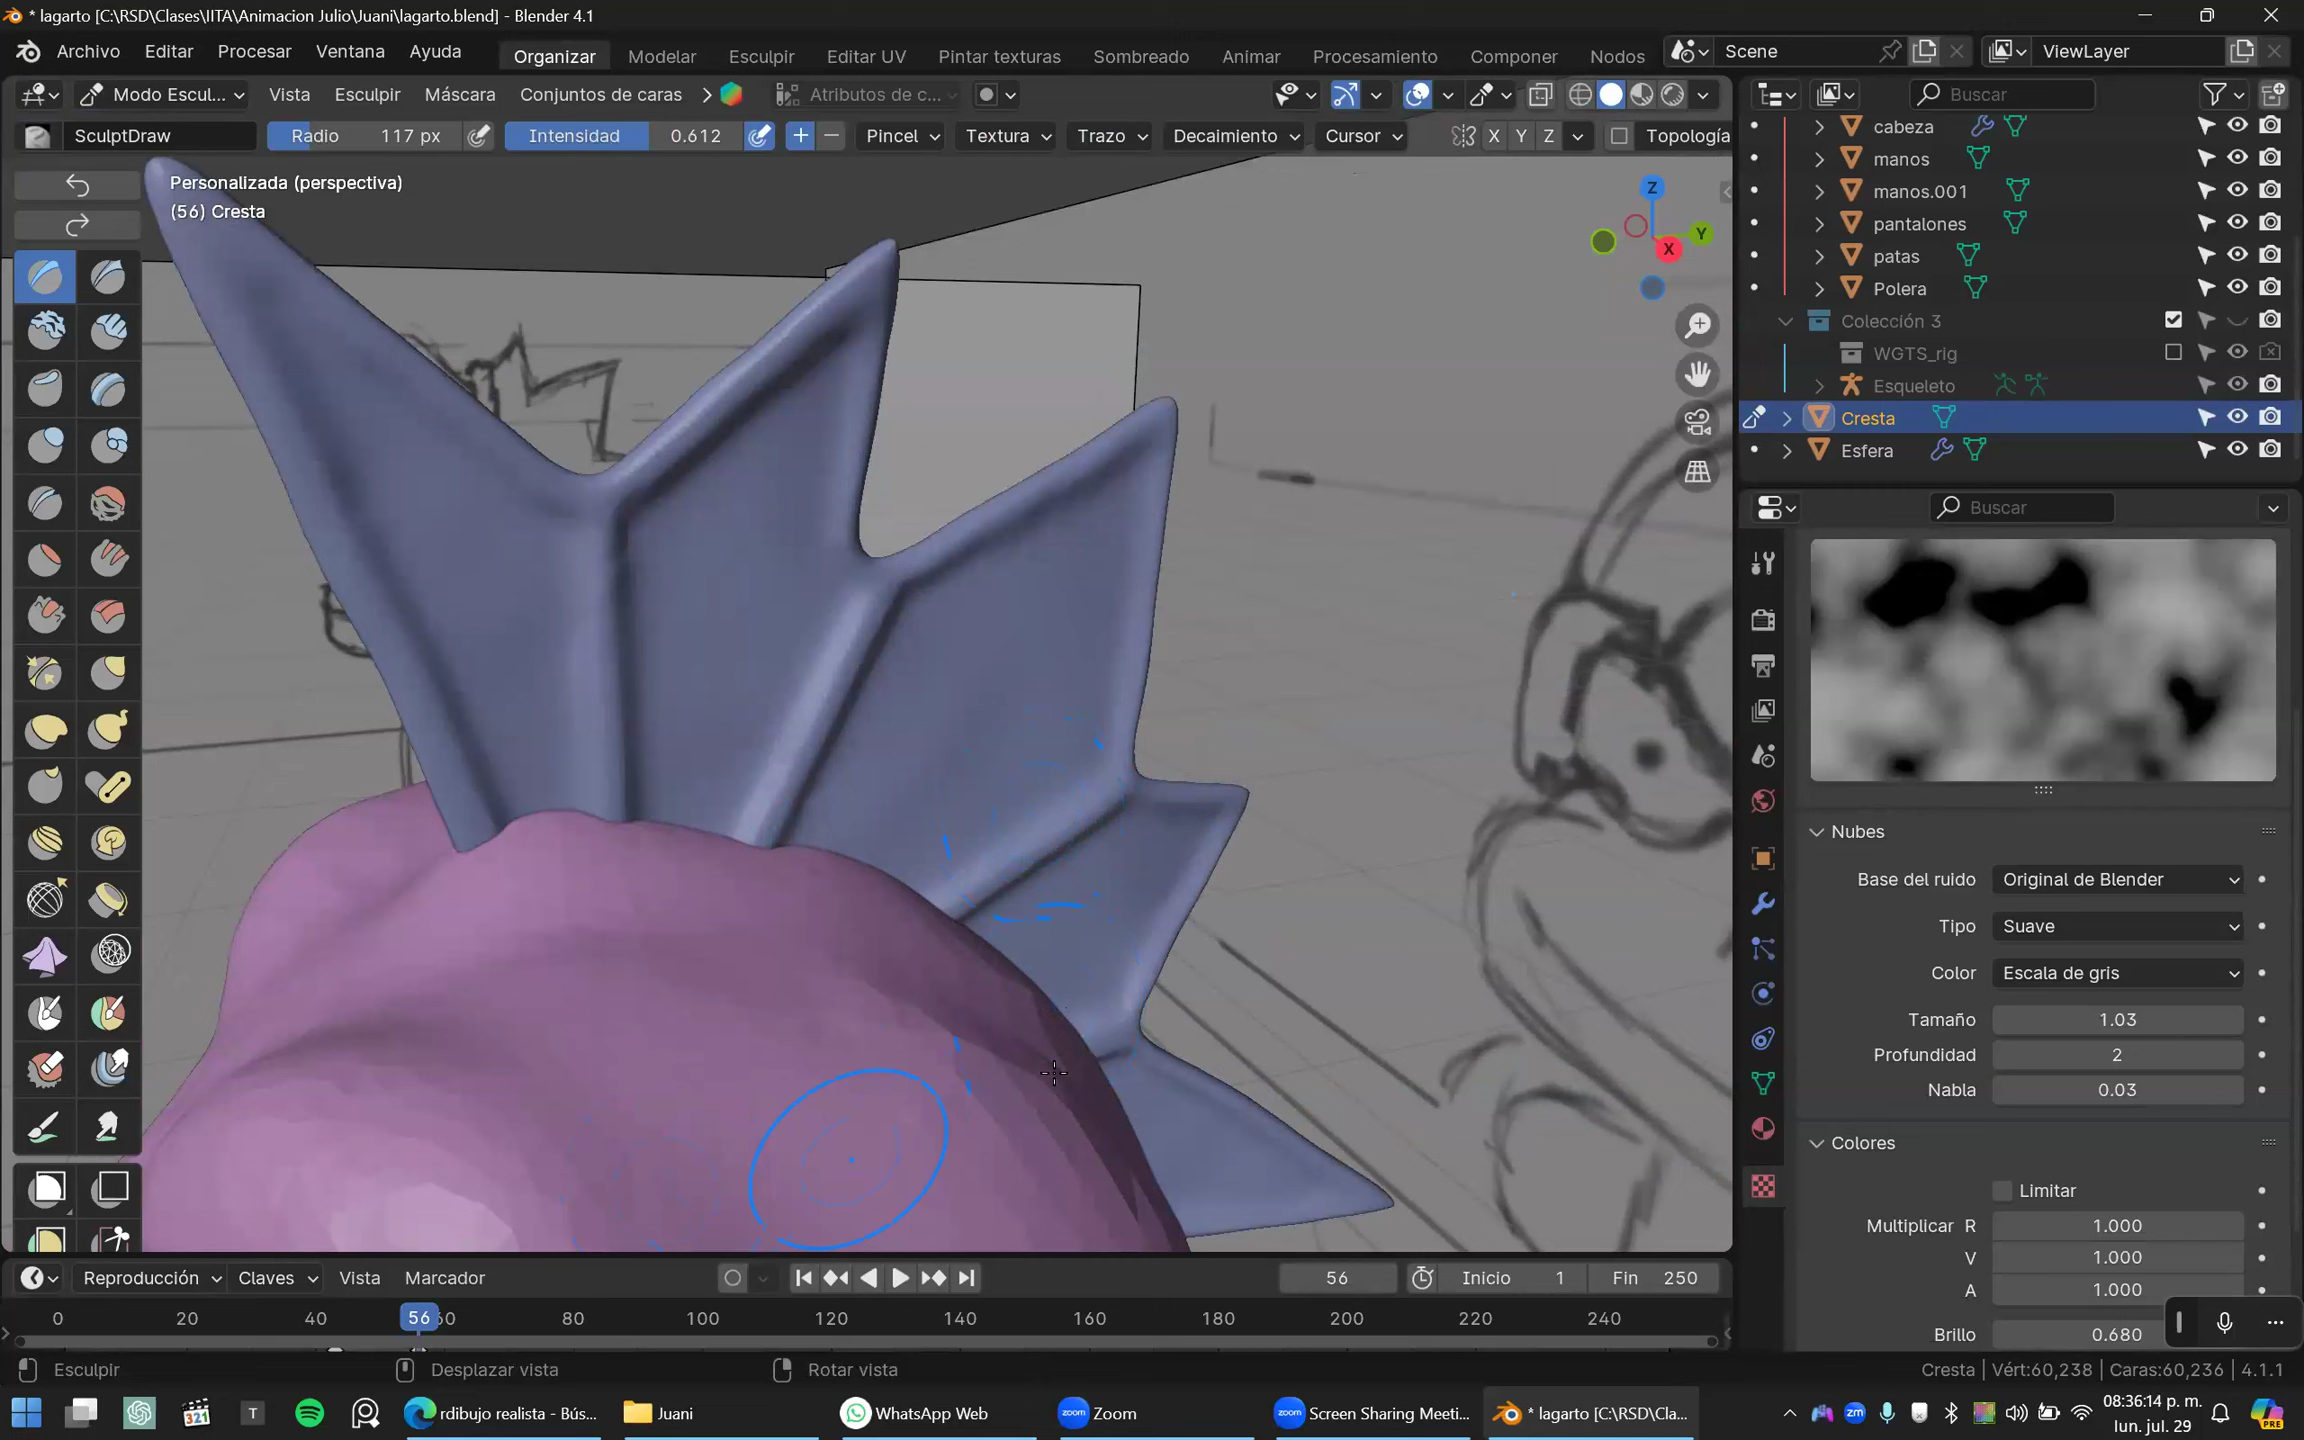 * lagarto [C:\RSD\Clases\IITA\Animacion Julio\Juani\lagarto.blend] - Blender 4.1
Archivo Editar Procesar Ventana Ayuda Organizar Modelar Esculpir Editar UV Pintar texturas Sombreado Animar Procesamiento Componer Nodos Scene ViewLayer
Modo Escul... Vista Esculpir Máscara Conjuntos de caras Atributos de c... Buscar
SculptDraw Radio 117 px Intensidad 0.612 Pincel Textura Trazo Decaimiento Cursor X Y Z Topología
Personalizada (perspectiva)
(56) Cresta
Z
Y
X
cabeza
manos
manos.001
pantalones
patas
Polera
Colección 3
WGTS_rig
Esqueleto
Cresta
Esfera
Buscar
Nubes
Base del ruido Original de Blender
Tipo Suave
Color Escala de gris
Tamaño 1.03
Profundidad 2
Nabla 0.03
Colores
Limitar
Multiplicar R 1.000
V 1.000
A 1.000
Brillo 0.680
Reproducción Claves Vista Marcador 56 Inicio 1 Fin 250
0 20 40 56 60 80 100 120 140 160 180 200 220 240
Esculpir Desplazar vista Rotar vista Cresta | Vért:60,238 | Caras:60,236 | 4.1.1
321 T rdibujo realista - Bús... Juani WhatsApp Web zoom Zoom zoom Screen Sharing Meeti... * lagarto [C:\RSD\Cla... zm 08:36:14 p. m.
lun. jul. 29
PRE